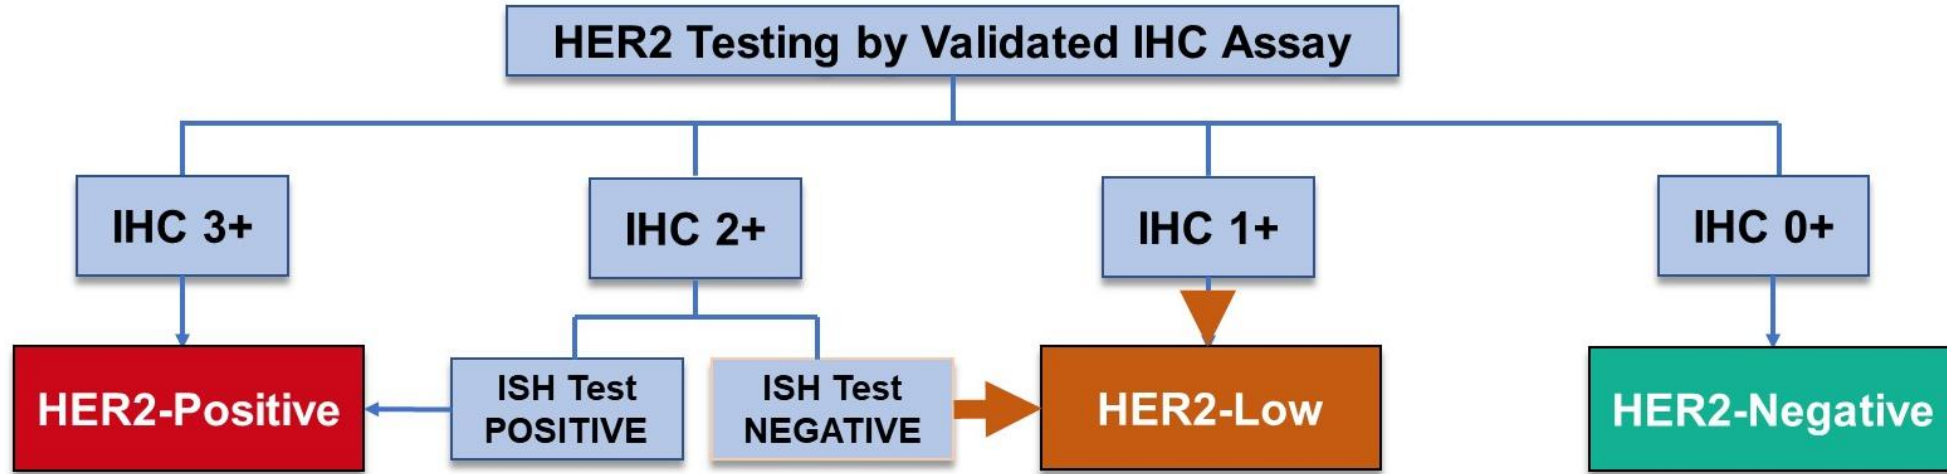 HER2 Testing by Validated IHC Assay
IHC 3+
IHC 2+
IHC 1+
IHC 0+
HER2-Positive
ISH Test
POSITIVE
ISH Test
NEGATIVE
HER2-Low
HER2-Negative